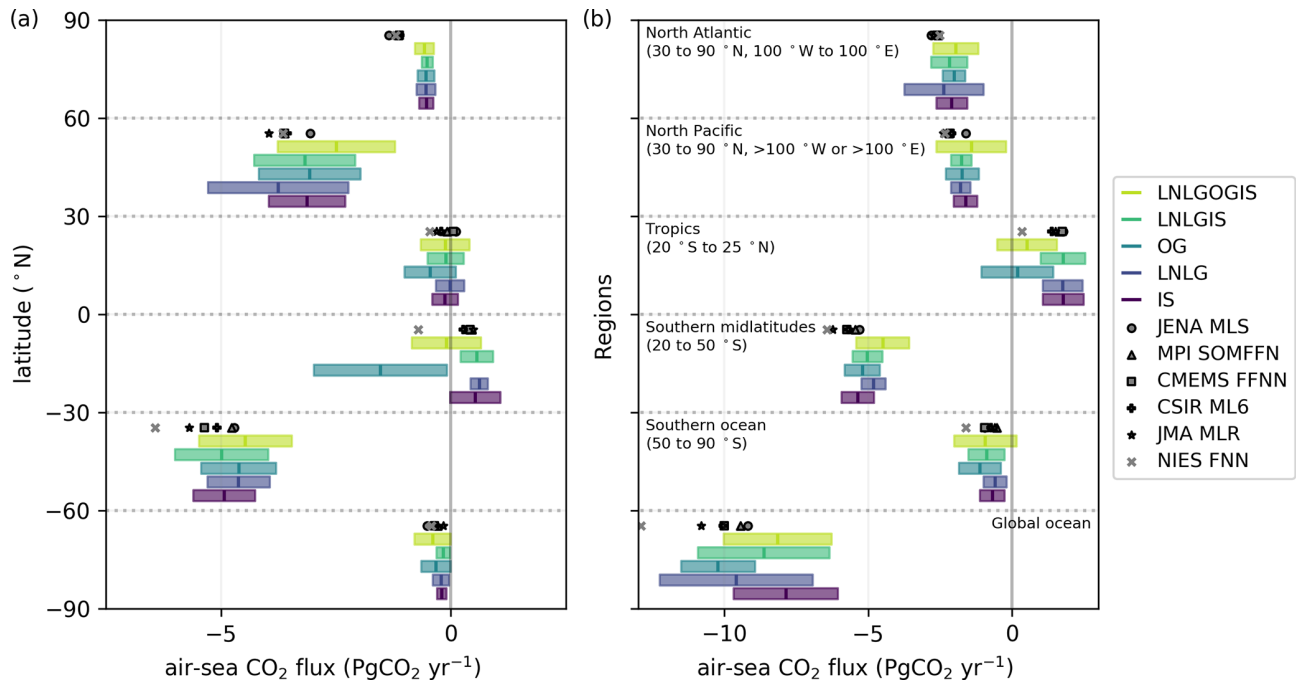 (a)
90
60
30
0
−30
−60
−90
latitude ( ° N)
−5
0
air-sea CO₂ flux (PgCO₂ yr⁻¹)
(b)
North Atlantic
(30 to 90 °N, 100 °W to 100 °E)
North Pacific
(30 to 90 °N, >100 °W or >100 °E)
Tropics
(20 °S to 25 °N)
Southern midlatitudes
(20 to 50 °S)
Southern ocean
(50 to 90 °S)
Global ocean
Regions
−10
−5
0
air-sea CO₂ flux (PgCO₂ yr⁻¹)
LNLGOGIS
LNLGIS
OG
LNLG
IS
JENA MLS
MPI SOMFFN
CMEMS FFNN
CSIR ML6
JMA MLR
NIES FNN